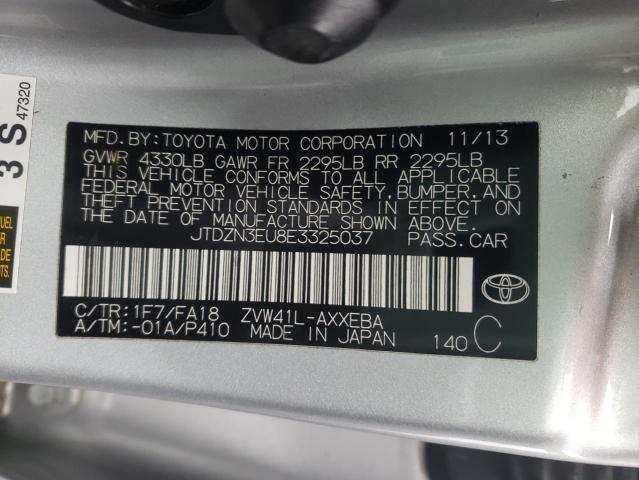 MFD.BY:TOYOTA MOTOR CORPORATION 11/13
GVWR 4330LB GAWR FR 2295LB RR 2295LB
THIS VEHICLE CONFORMS TO ALL APPLICABLE
FEDERAL MOTOR VEHICLE SAFETY, BUMPER, AND
THEFT PREVENTION STANDARDS IN EFFECT ON
THE DATE OF MANUFACTURE SHOWN ABOVE.
JTDZN3EU8E3325037 PASS.CAR
C/TR:1F7/FA18 ZVW41L-AXXEBA
A/TM:-01A/P410 MADE IN JAPAN 140 C
3 S
47320